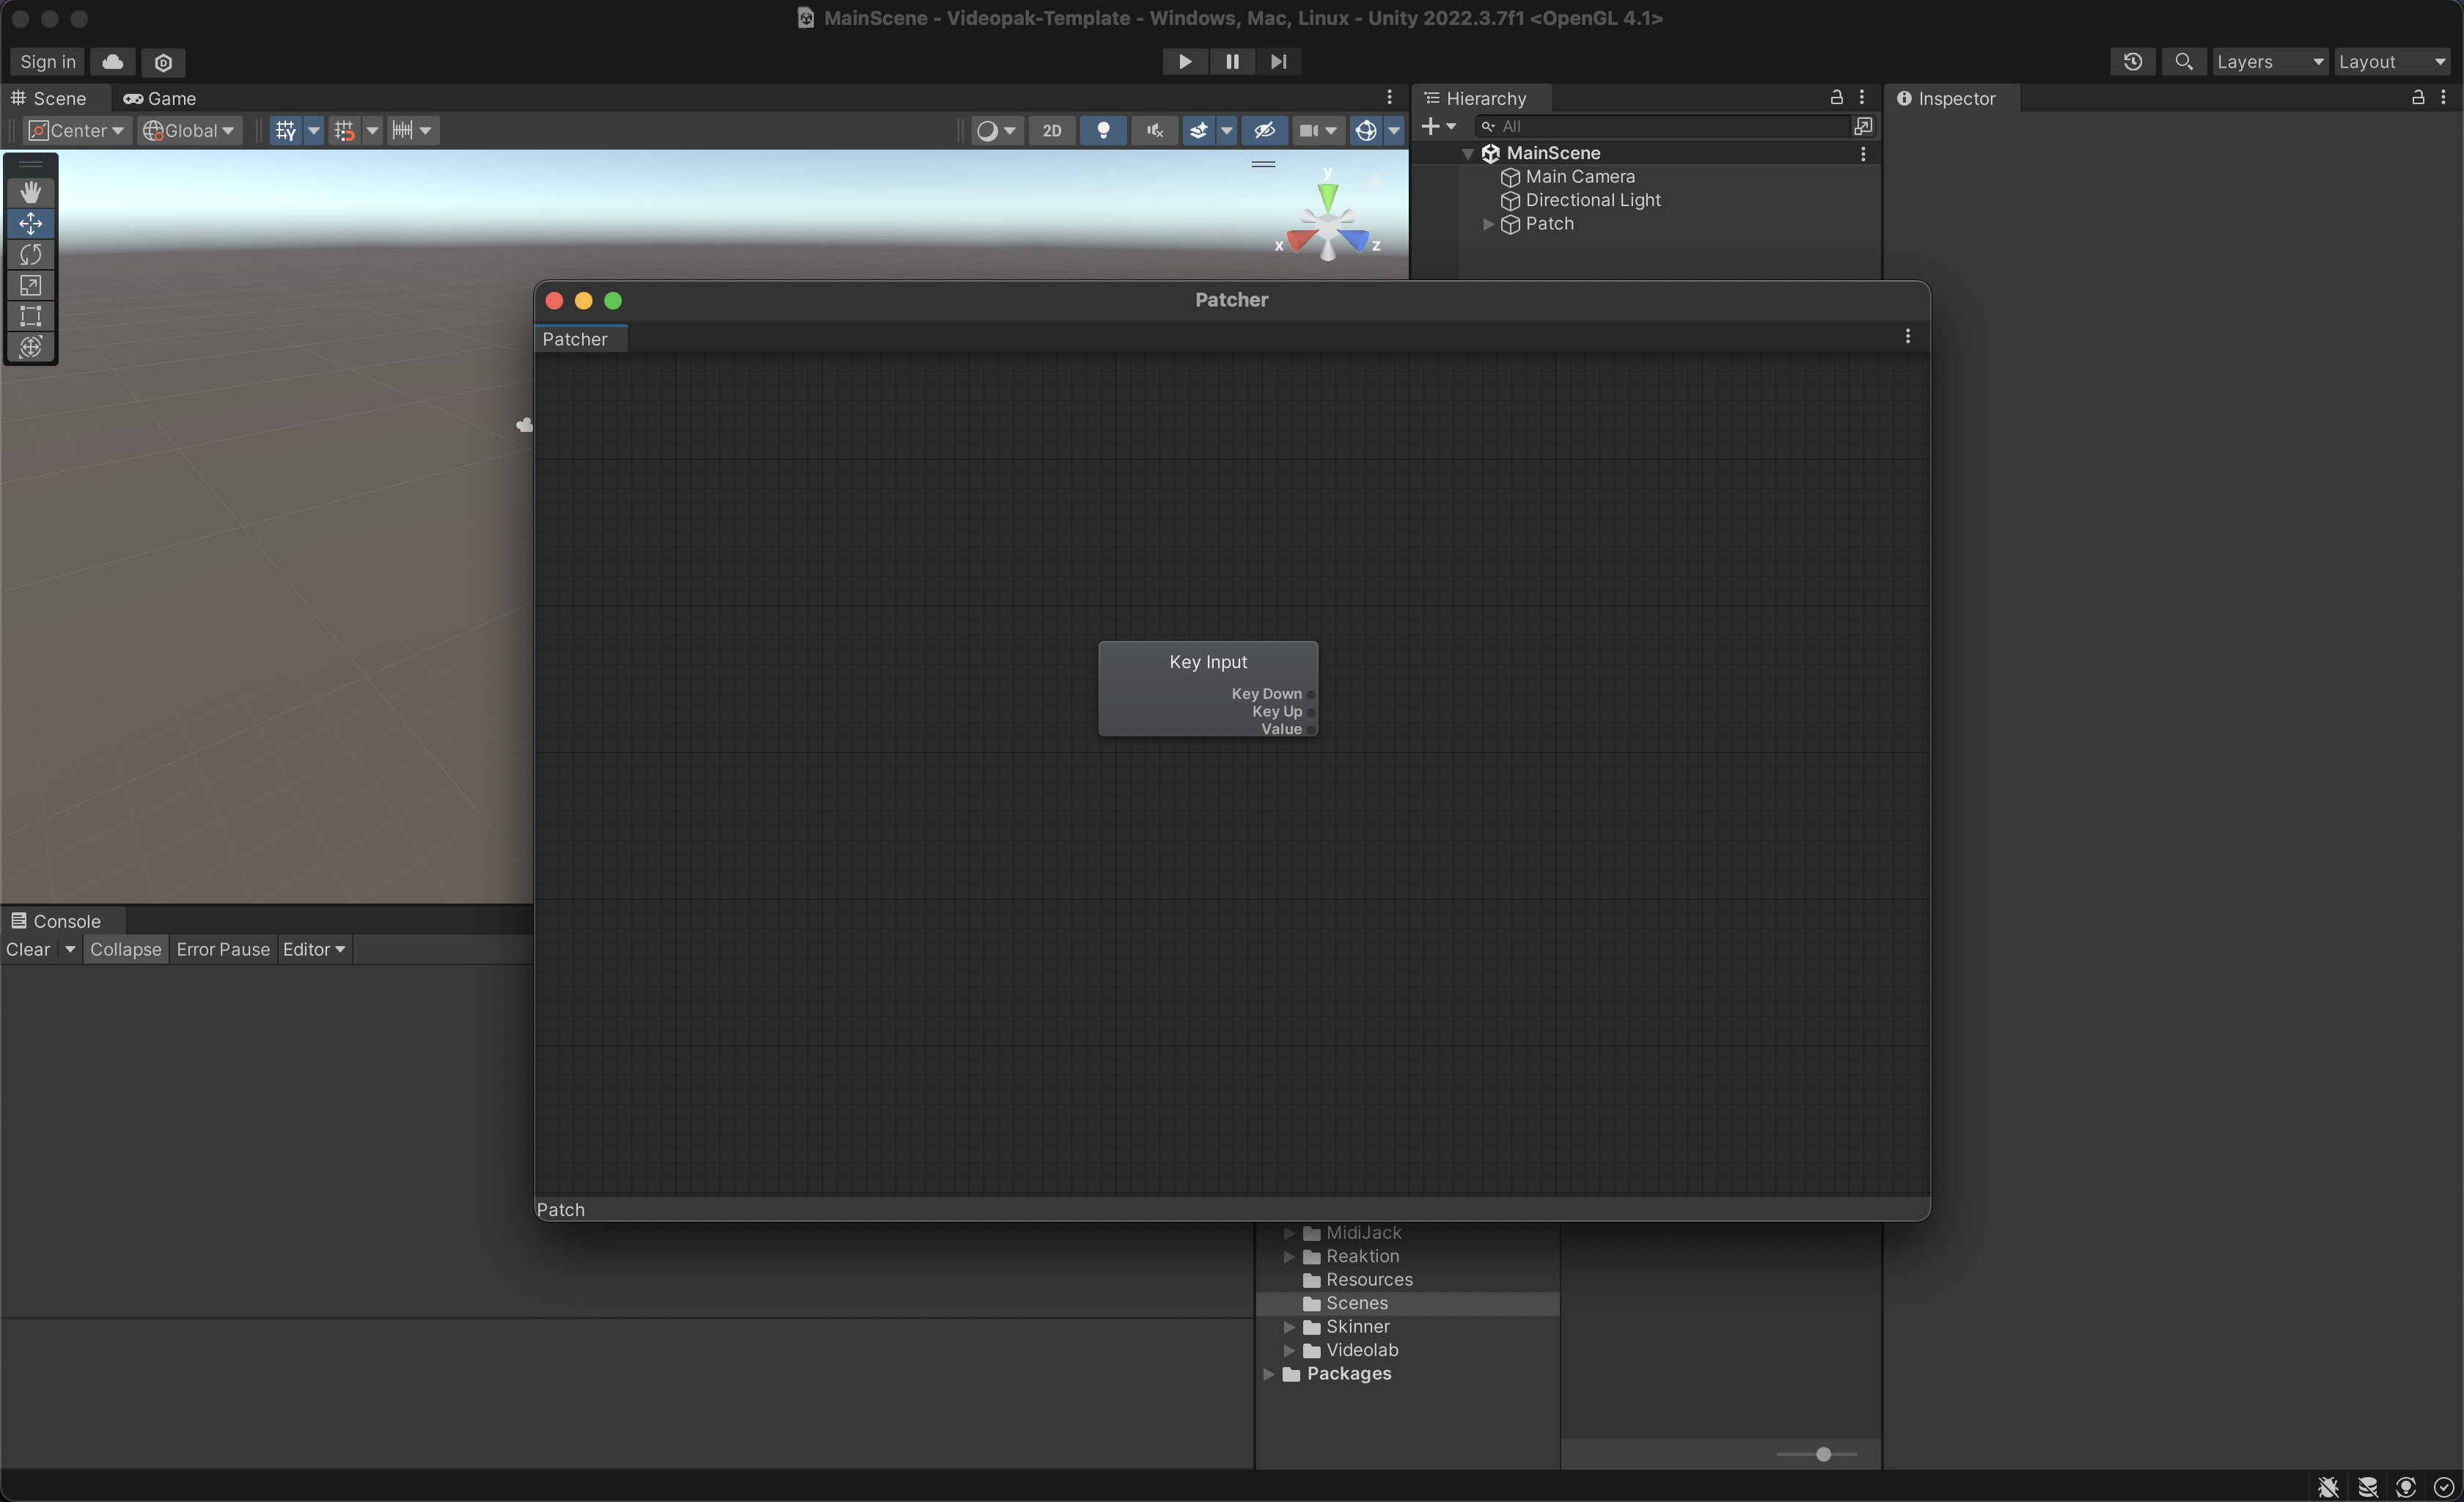 MainScene - Videopak-Template - Windows, Mac, Linux - Unity 2022.3.7f1 <OpenGL 4.1>
Sign in
Layers
Layout
Scene
Game
Hierarchy
Inspector
Center
Global
2D
All
MainScene
Main Camera
Directional Light
Patch
y
x
z
Patcher
Patcher
Key Input
Key Down
Key Up
Value
Patch
Console
Clear
Collapse
Error Pause
Editor
MidiJack
Reaktion
Resources
Scenes
Skinner
Videolab
Packages